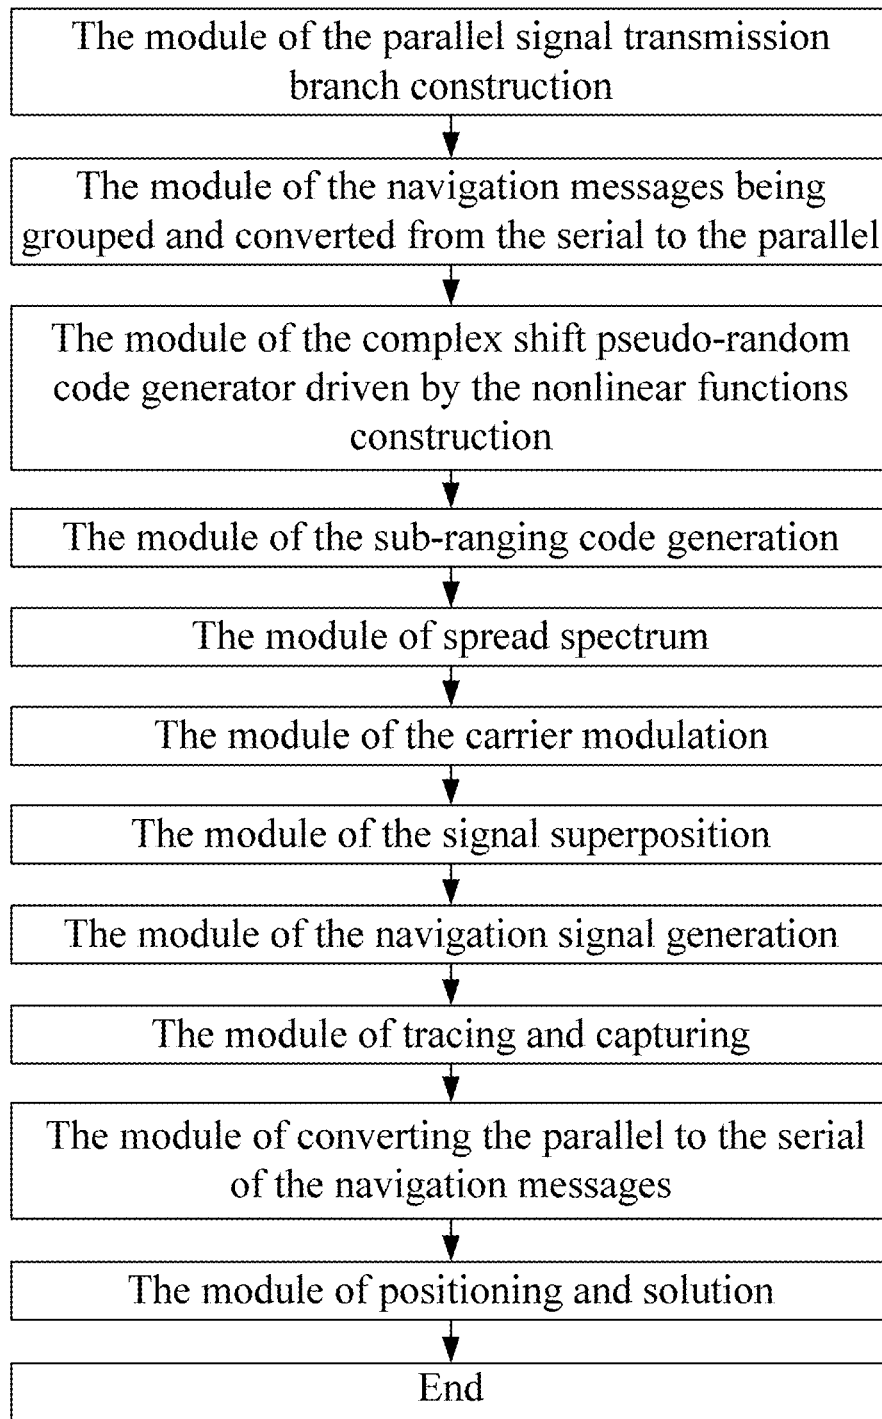 The module of the parallel signal transmission
branch construction
The module of the navigation messages being
grouped and converted from the serial to the parallel
The module of the complex shift pseudo-random
code generator driven by the nonlinear functions
construction
The module of the sub-ranging code generation
The module of spread spectrum
The module of the carrier modulation
The module of the signal superposition
The module of the navigation signal generation
The module of tracing and capturing
The module of converting the parallel to the serial
of the navigation messages
The module of positioning and solution
End